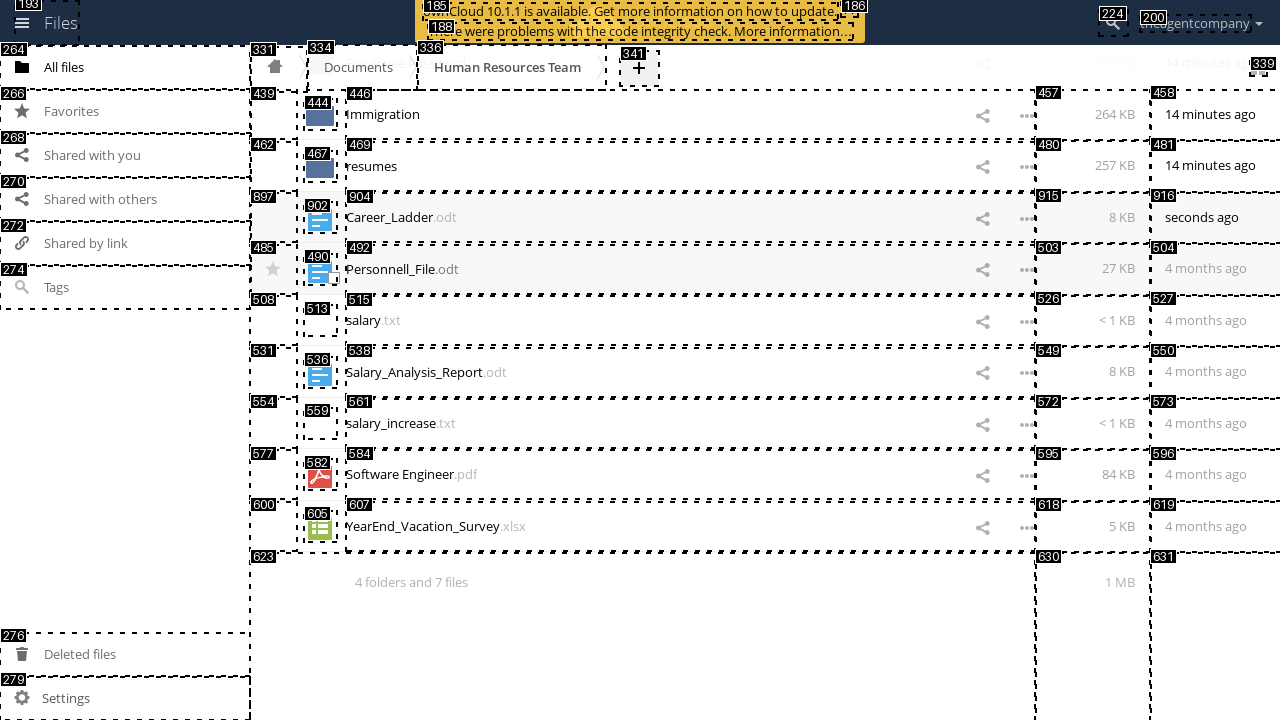 193
Files
185
ownCloud 10.1.1 is available. Get more information on how to update.
186
188
There were problems with the code integrity check. More information…
224
200
theagentcompany
264
All files
266
Favorites
268
Shared with you
270
Shared with others
272
Shared by link
274
Tags
276
Deleted files
279
Settings
331
334
Documents
336
Human Resources Team
341
+
14 minutes ago
339
439
444
446
Immigration
457
264 KB
458
14 minutes ago
462
467
469
resumes
480
257 KB
481
14 minutes ago
897
902
904
Career_Ladder.odt
915
8 KB
916
seconds ago
485
490
492
Personnell_File.odt
503
27 KB
504
4 months ago
508
513
515
salary.txt
526
< 1 KB
527
4 months ago
531
536
538
Salary_Analysis_Report.odt
549
8 KB
550
4 months ago
554
559
561
salary_increase.txt
572
< 1 KB
573
4 months ago
577
582
584
Software Engineer.pdf
595
84 KB
596
4 months ago
600
605
607
YearEnd_Vacation_Survey.xlsx
618
5 KB
619
4 months ago
623
4 folders and 7 files
630
1 MB
631